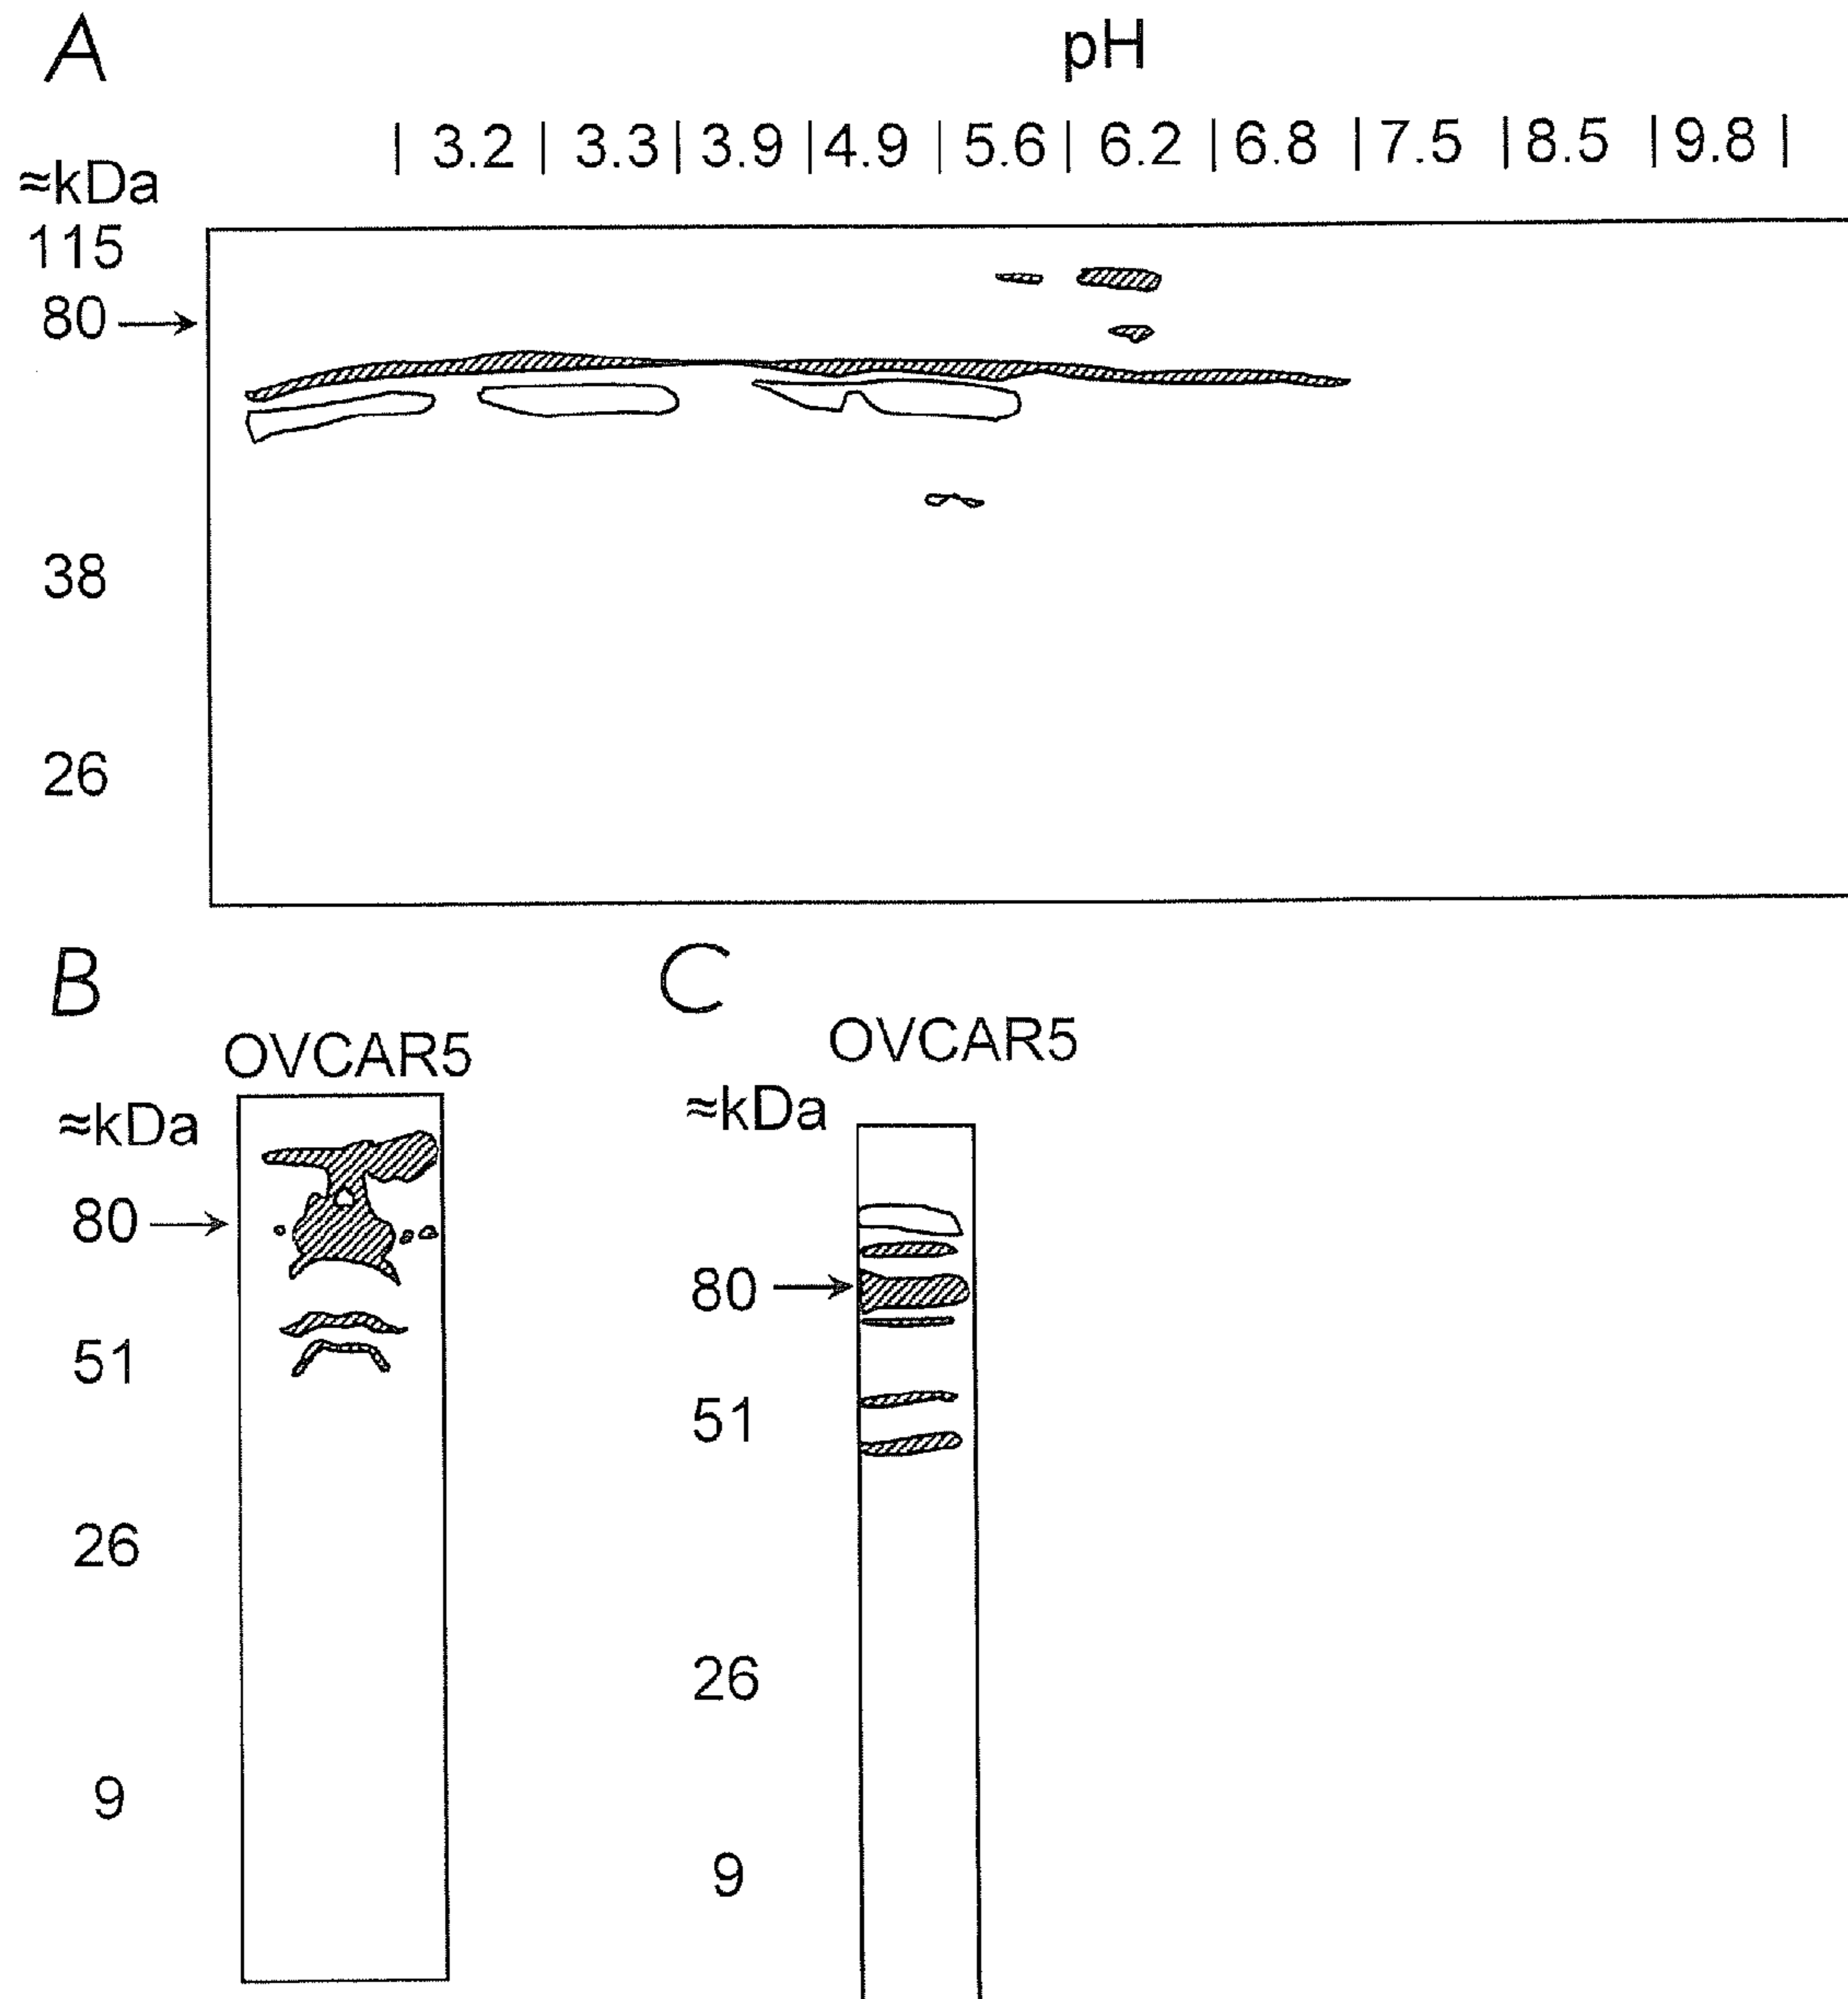 A
pH
| 3.2 | 3.3 | 3.9 | 4.9 | 5.6 | 6.2 | 6.8 | 7.5 | 8.5 | 9.8 |
≈kDa
115
80
38
26
B
OVCAR5
≈kDa
80
51
26
9
C
OVCAR5
≈kDa
80
51
26
9